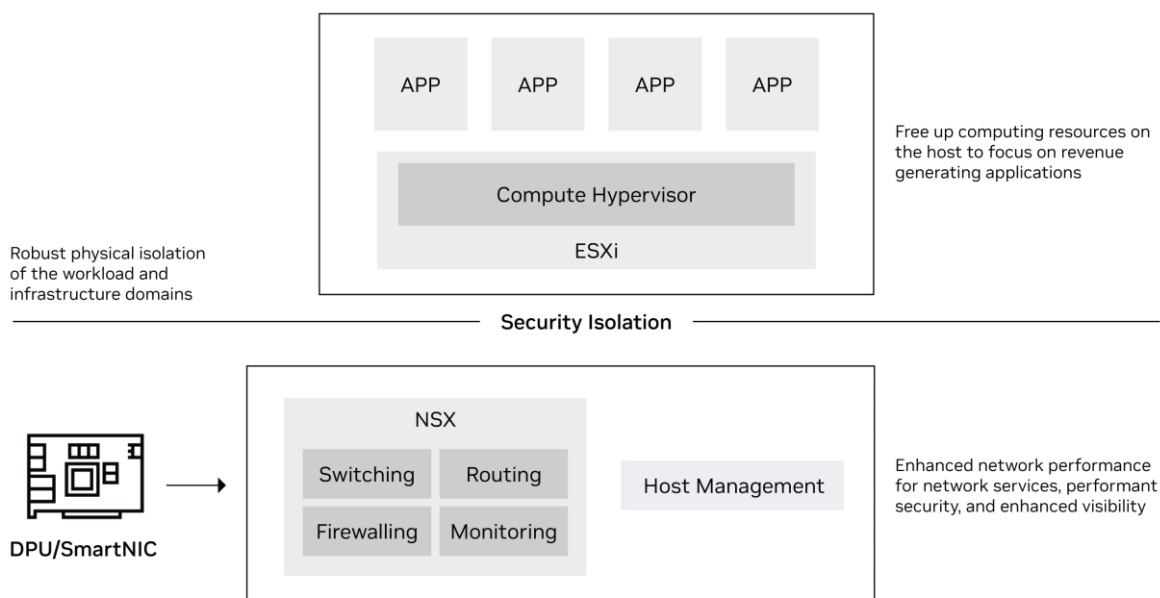 APP APP APP APP
Compute Hypervisor
ESXi
Free up computing resources on
the host to focus on revenue
generating applications
Robust physical isolation
of the workload and
infrastructure domains
Security Isolation
DPU/SmartNIC
NSX
Switching Routing
Firewalling Monitoring
Host Management
Enhanced network performance
for network services, performant
security, and enhanced visibility